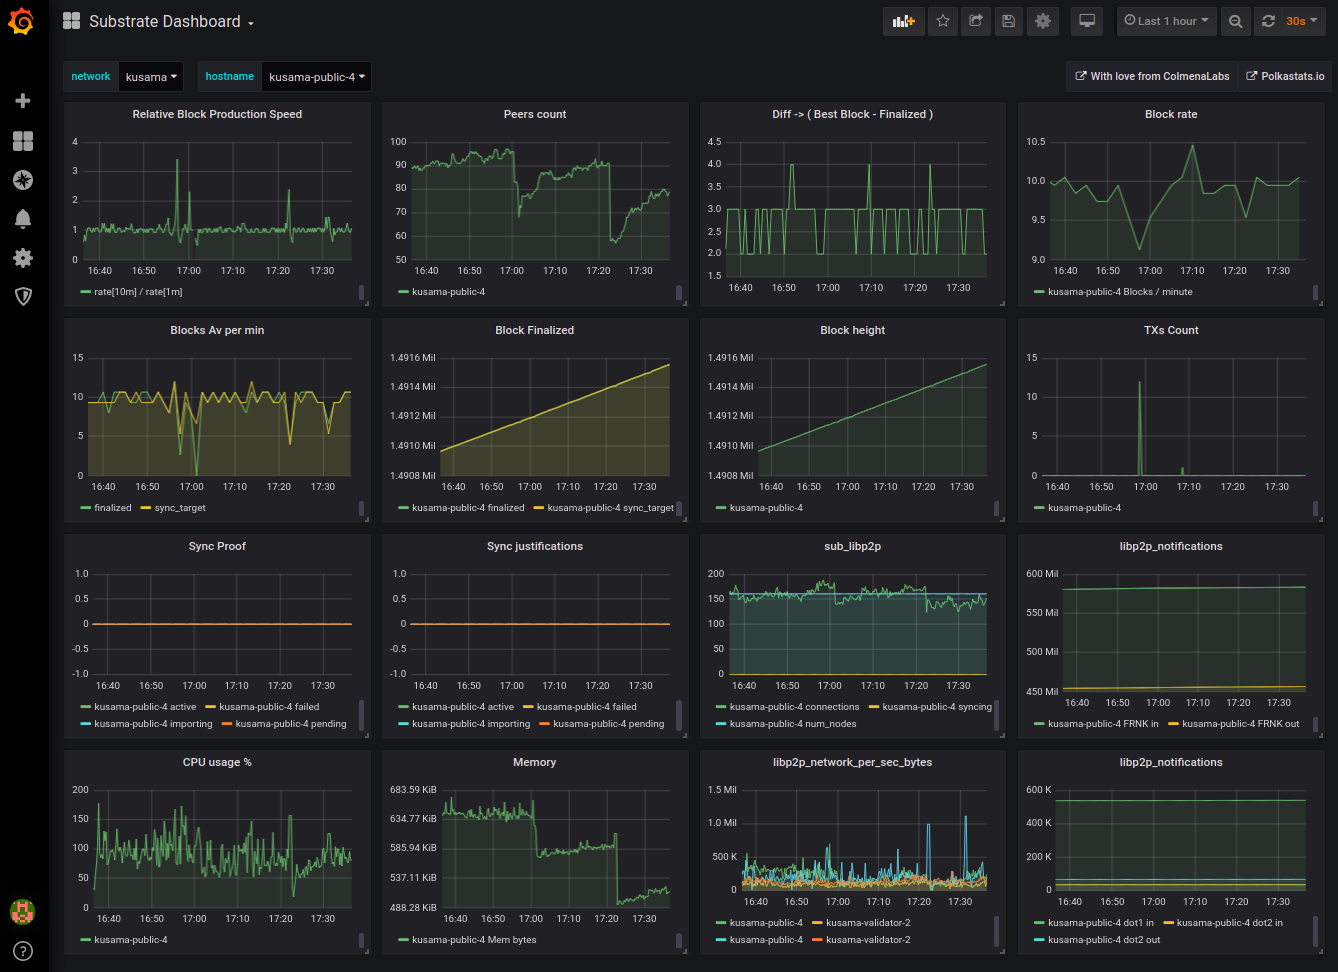 Substrate Dashboard
Last 1 hour
30s
network kusama hostname kusama-public-4
With love from ColmenaLabs Polkastats.io
Relative Block Production Speed
4
3
2
1
0
16:40 16:50 17:00 17:10 17:20 17:30
rate[10m] / rate[1m]
Peers count
100
90
80
70
60
50
16:40 16:50 17:00 17:10 17:20 17:30
kusama-public-4
Diff -> ( Best Block - Finalized )
4.5
4.0
3.5
3.0
2.5
2.0
1.5
16:40 16:50 17:00 17:10 17:20 17:30
Block rate
10.5
10.0
9.5
9.0
16:40 16:50 17:00 17:10 17:20 17:30
kusama-public-4 Blocks / minute
Blocks Av per min
15
10
5
0
16:40 16:50 17:00 17:10 17:20 17:30
finalized sync_target
Block Finalized
1.4916 Mil
1.4914 Mil
1.4912 Mil
1.4910 Mil
1.4908 Mil
16:40 16:50 17:00 17:10 17:20 17:30
kusama-public-4 finalized kusama-public-4 sync_target
Block height
1.4916 Mil
1.4914 Mil
1.4912 Mil
1.4910 Mil
1.4908 Mil
16:40 16:50 17:00 17:10 17:20 17:30
kusama-public-4
TXs Count
15
10
5
0
16:40 16:50 17:00 17:10 17:20 17:30
kusama-public-4
Sync Proof
1.0
0.5
0
-0.5
-1.0
16:40 16:50 17:00 17:10 17:20 17:30
kusama-public-4 active kusama-public-4 failed
kusama-public-4 importing kusama-public-4 pending
Sync justifications
1.0
0.5
0
-0.5
-1.0
16:40 16:50 17:00 17:10 17:20 17:30
kusama-public-4 active kusama-public-4 failed
kusama-public-4 importing kusama-public-4 pending
sub_libp2p
200
150
100
50
0
16:40 16:50 17:00 17:10 17:20 17:30
kusama-public-4 connections kusama-public-4 syncing
kusama-public-4 num_nodes
libp2p_notifications
600 Mil
550 Mil
500 Mil
450 Mil
16:40 16:50 17:00 17:10 17:20 17:30
kusama-public-4 FRNK in kusama-public-4 FRNK out
CPU usage %
200
150
100
50
0
16:40 16:50 17:00 17:10 17:20 17:30
kusama-public-4
Memory
683.59 KiB
634.77 KiB
585.94 KiB
537.11 KiB
488.28 KiB
16:40 16:50 17:00 17:10 17:20 17:30
kusama-public-4 Mem bytes
libp2p_network_per_sec_bytes
1.5 Mil
1.0 Mil
500 K
0
16:40 16:50 17:00 17:10 17:20 17:30
kusama-public-4 kusama-validator-2
kusama-public-4 kusama-validator-2
libp2p_notifications
600 K
400 K
200 K
0
16:40 16:50 17:00 17:10 17:20 17:30
kusama-public-4 dot1 in kusama-public-4 dot2 in
kusama-public-4 dot2 out